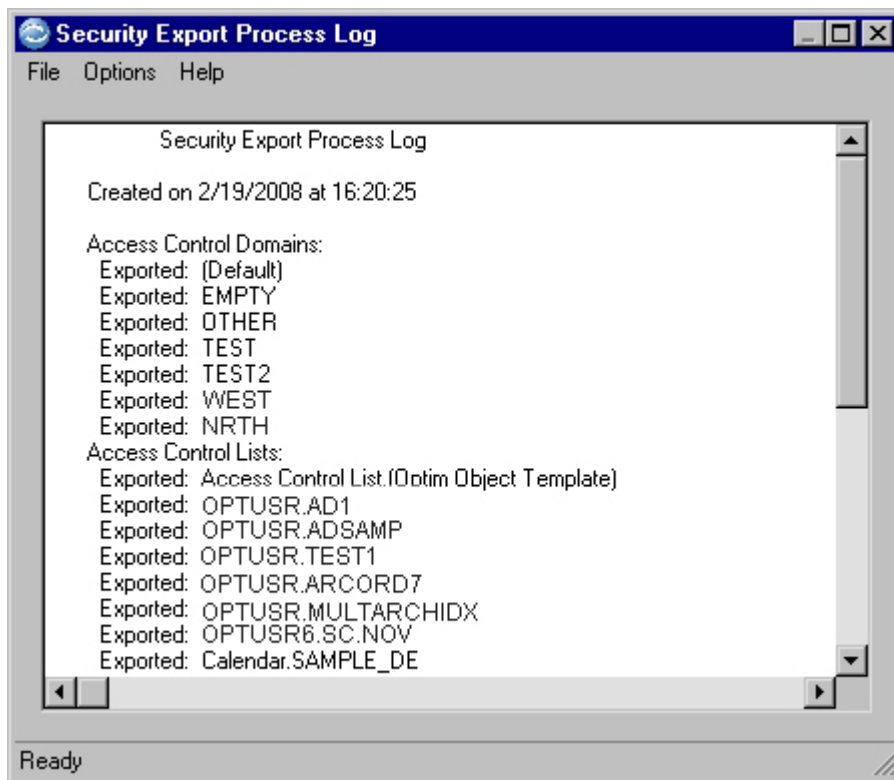 Security Export Process Log
File Options Help
Security Export Process Log
Created on 2/19/2008 at 16:20:25
Access Control Domains:
Exported: (Default)
Exported: EMPTY
Exported: OTHER
Exported: TEST
Exported: TEST2
Exported: WEST
Exported: NRTH
Access Control Lists:
Exported: Access Control List.(Optim Object Template)
Exported: OPTUSR.AD1
Exported: OPTUSR.ADSAMP
Exported: OPTUSR.TEST1
Exported: OPTUSR.ARCORD7
Exported: OPTUSR.MULTARCHIDX
Exported: OPTUSR6.SC.NOV
Exported: Calendar.SAMPLE_DE
Ready